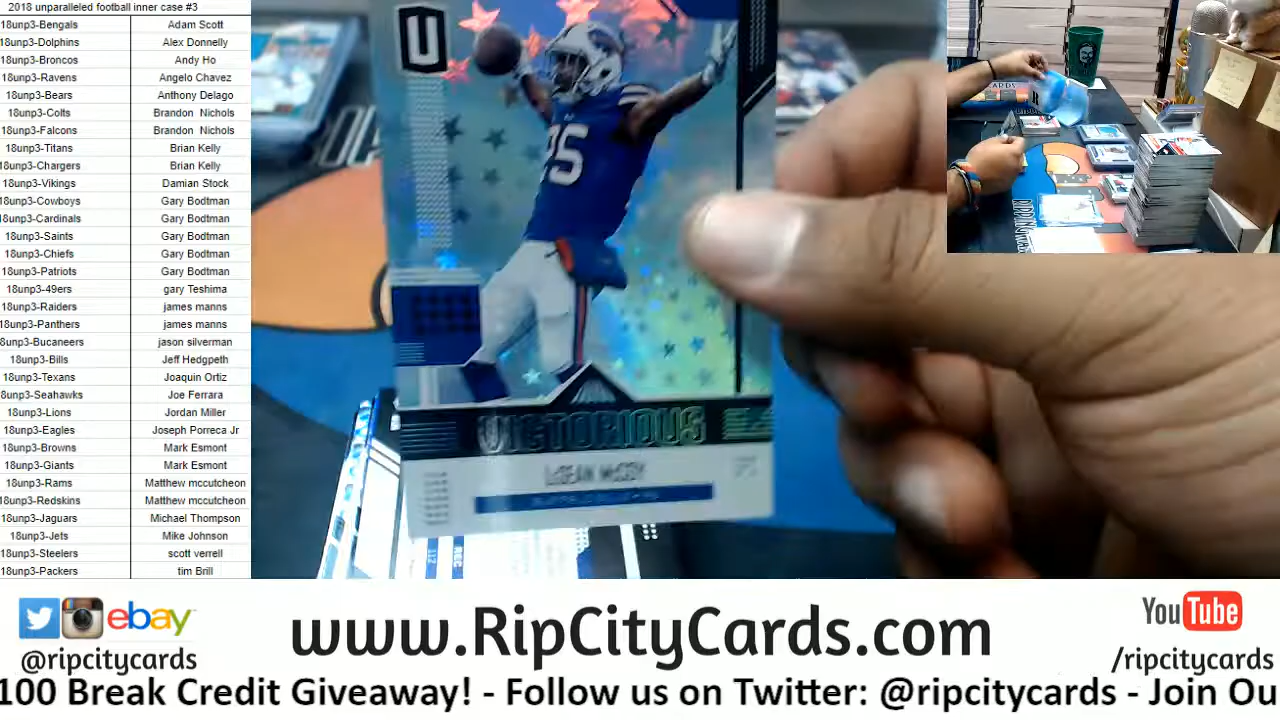 2018 unparalleled football inner case #3
18unp3-Bengals Adam Scott
18unp3-Dolphins Alex Donnelly
18unp3-Broncos Andy Ho
18unp3-Ravens Angelo Chavez
18unp3-Bears Anthony Delago
18unp3-Colts Brandon Nichols
18unp3-Falcons Brandon Nichols
18unp3-Titans Brian Kelly
18unp3-Chargers Brian Kelly
18unp3-Vikings Damian Stock
18unp3-Cowboys Gary Bodtman
18unp3-Cardinals Gary Bodtman
18unp3-Saints Gary Bodtman
18unp3-Chiefs Gary Bodtman
18unp3-Patriots Gary Bodtman
18unp3-49ers gary Teshima
18unp3-Raiders james manns
18unp3-Panthers james manns
8unp3-Bucaneers jason silverman
18unp3-Bills Jeff Hedgpeth
18unp3-Texans Joaquin Ortiz
8unp3-Seahawks Joe Ferrara
18unp3-Lions Jordan Miller
18unp3-Eagles Joseph Porreca Jr
18unp3-Browns Mark Esmont
18unp3-Giants Mark Esmont
18unp3-Rams Matthew mccutcheon
18unp3-Redskins Matthew mccutcheon
18unp3-Jaguars Michael Thompson
18unp3-Jets Mike Johnson
18unp3-Steelers scott verrell
18unp3-Packers tim Brill
U
25
VICTORIOUS
LeSEAN McCOY
112
REC
ebay
@ripcitycards
www.RipCityCards.com
YouTube
/ripcitycards
100 Break Credit Giveaway! - Follow us on Twitter: @ripcitycards - Join Ou